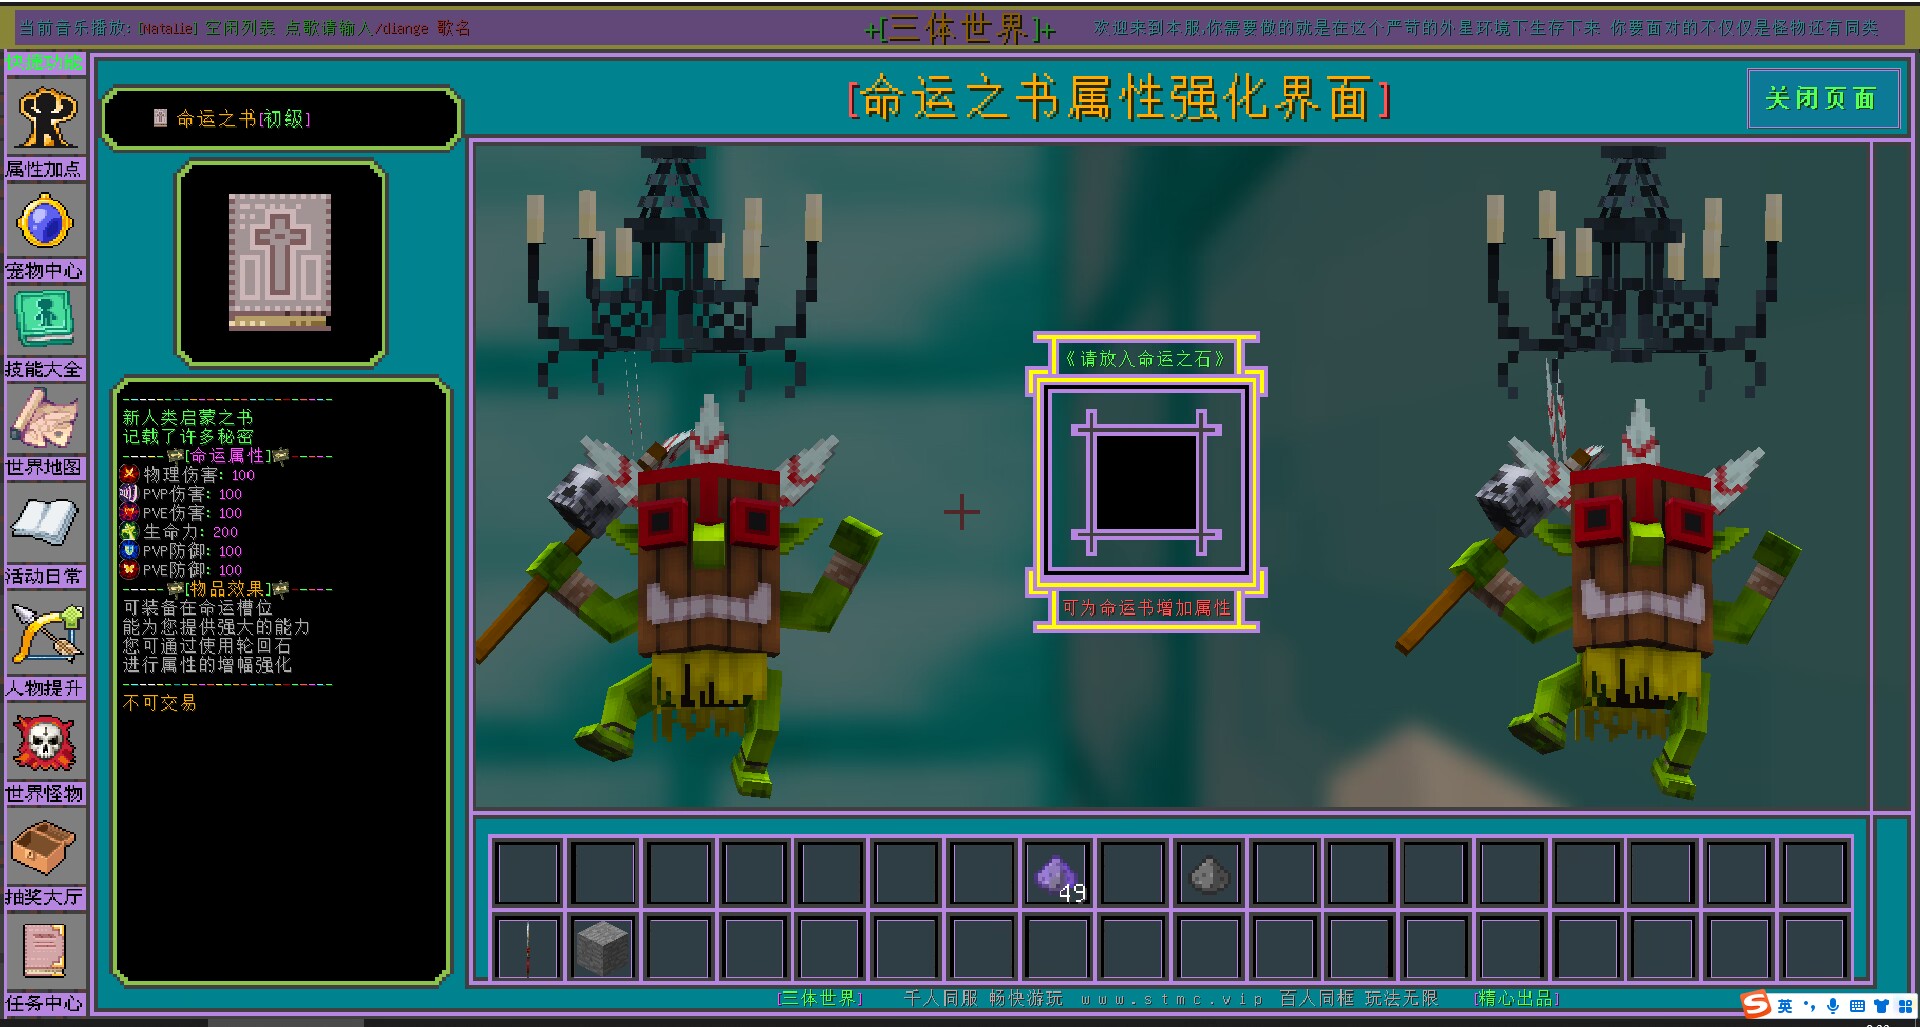 当前音乐播放: [Natalie] 空闲列表 点歌请输入/diange 歌名
+[三体世界]+
欢迎来到本服,你需要做的就是在这个严苛的外星环境下生存下来 你要面对的不仅仅是怪物还有同类
快速功能
属性加点
宠物中心
技能大全
世界地图
活动日常
人物提升
世界怪物
抽奖大厅
任务中心
命运之书[初级]
[命运之书属性强化界面]
关闭页面
新人类启蒙之书
记载了许多秘密
[命运属性]
物理伤害: 100
PVP伤害: 100
PVE伤害: 100
生命力: 200
PVP防御: 100
PVE防御: 100
[物品效果]
可装备在命运槽位
能为您提供强大的能力
您可通过使用轮回石
进行属性的增幅强化
不可交易
《请放入命运之石》
可为命运书增加属性
49
[三体世界] 千人同服 畅快游玩 www.stmc.vip 百人同框 玩法无限 [精心出品]
英